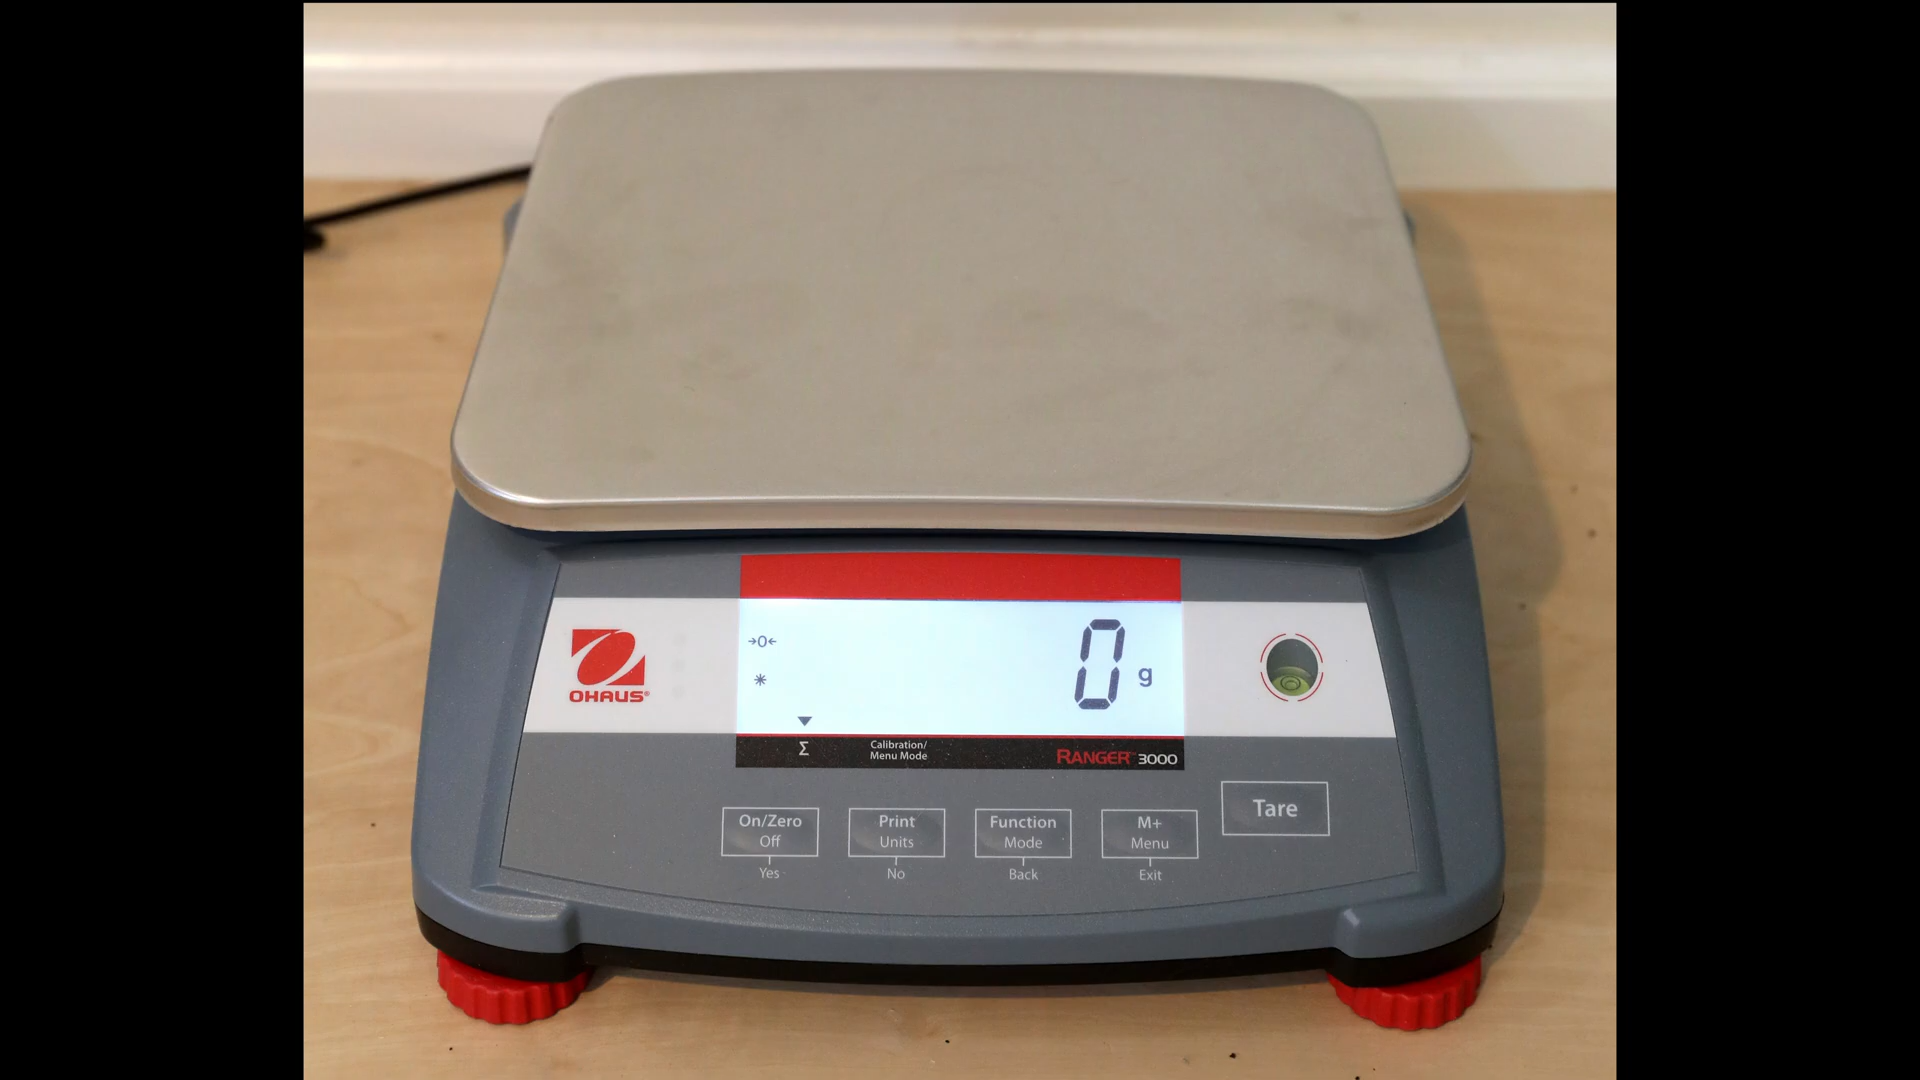 →0←
0 g
*
OHAUS®
Σ
Calibration/
Menu Mode
RANGER™ 3000
Tare
On/Zero
Off
Yes
Print
Units
No
Function
Mode
Back
M+
Menu
Exit